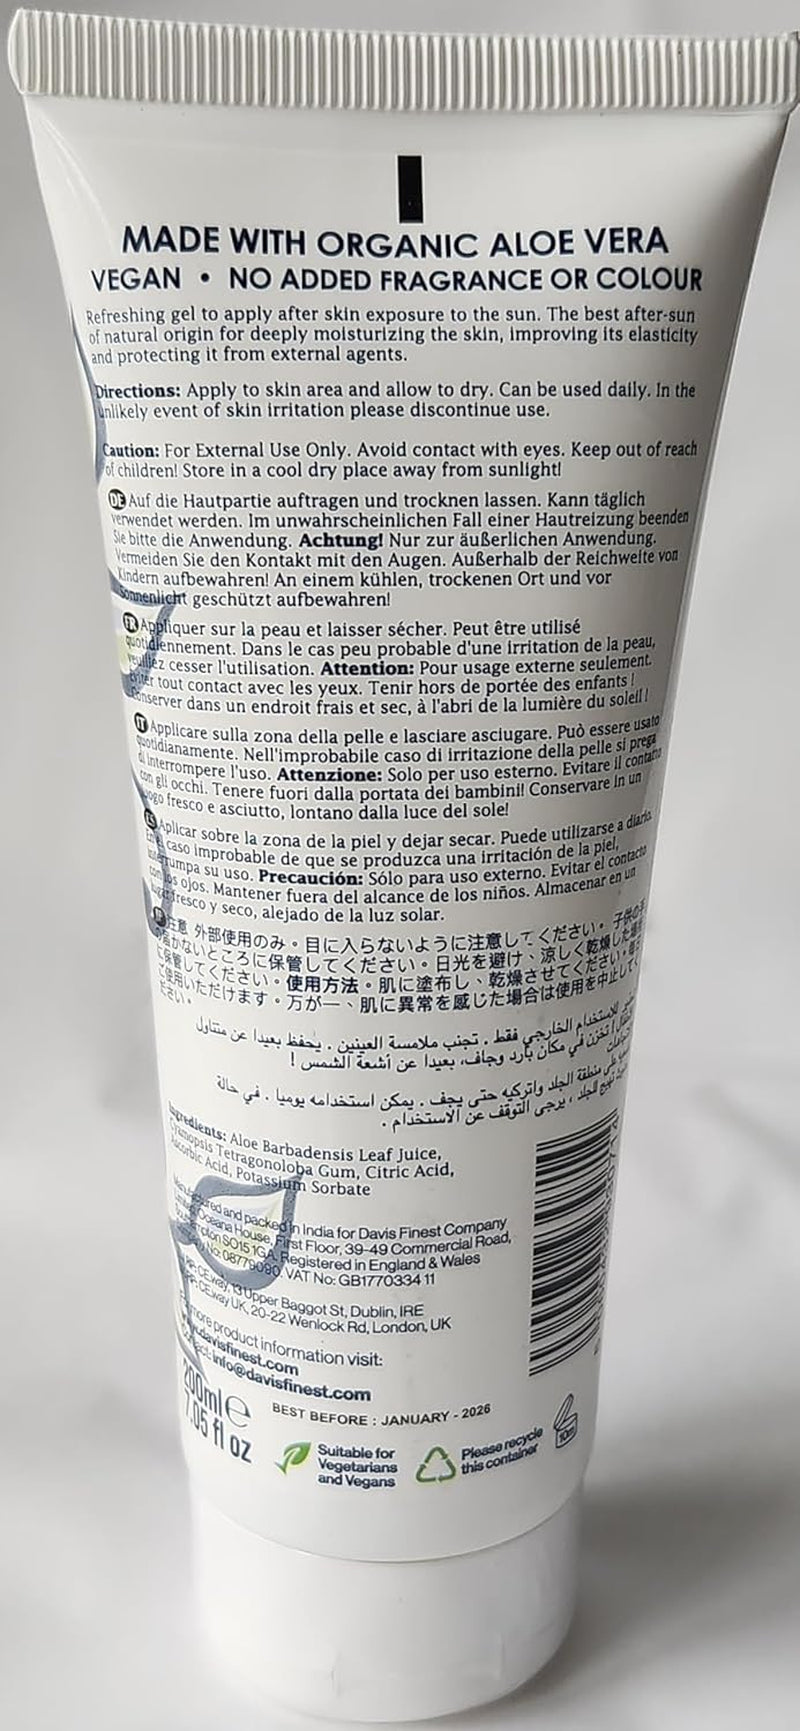 MADE WITH ORGANIC ALOE VERA
VEGAN • NO ADDED FRAGRANCE OR COLOUR
Refreshing gel to apply after skin exposure to the sun. The best after-sun
of natural origin for deeply moisturizing the skin, improving its elasticity
and protecting it from external agents.
Directions: Apply to skin area and allow to dry. Can be used daily. In the
unlikely event of skin irritation please discontinue use.
Caution: For External Use Only. Avoid contact with eyes. Keep out of reach
of children! Store in a cool dry place away from sunlight!
DE Auf die Hautpartie auftragen und trocknen lassen. Kann täglich
verwendet werden. Im unwahrscheinlichen Fall einer Hautreizung beenden
Sie bitte die Anwendung. Achtung! Nur zur äußerlichen Anwendung.
Vermeiden Sie den Kontakt mit den Augen. Außerhalb der Reichweite von
Kindern aufbewahren! An einem kühlen, trockenen Ort und vor
Sonnenlicht geschützt aufbewahren!
FR Appliquer sur la peau et laisser sécher. Peut être utilisé
quotidiennement. Dans le cas peu probable d'une irritation de la peau,
veuillez cesser l'utilisation. Attention: Pour usage externe seulement.
Éviter tout contact avec les yeux. Tenir hors de portée des enfants !
Conserver dans un endroit frais et sec, à l'abri de la lumière du soleil !
IT Applicare sulla zona della pelle e lasciare asciugare. Può essere usato
quotidianamente. Nell'improbabile caso di irritazione della pelle si prega
di interrompere l'uso. Attenzione: Solo per uso esterno. Evitare il contatto
con gli occhi. Tenere fuori dalla portata dei bambini! Conservare in un
luogo fresco e asciutto, lontano dalla luce del sole!
ES Aplicar sobre la zona de la piel y dejar secar. Puede utilizarse a diario.
En el caso improbable de que se produzca una irritación de la piel,
interrumpa su uso. Precaución: Sólo para uso externo. Evitar el contacto
con los ojos. Mantener fuera del alcance de los niños. Almacenar en un
lugar fresco y seco, alejado de la luz solar.
注意 外部使用のみ。目に入らないように注意してください。子供の手
の届かないところに保管してください。日光を避け、涼しく乾燥した場所
に保管してください。使用方法。肌に塗布し、乾燥させてください。毎日
ご使用いただけます。万が一、肌に異常を感じた場合は使用を中止してく
ださい。
للاستخدام الخارجي فقط . تجنب ملامسة العينين . يحفظ بعيدا عن متناول
تخزن في مكان بارد وجاف، بعيدا عن أشعة الشمس !
منطقة الجلد واتركيه حتى يجف . يمكن استخدامه يوميا . في حالة
تهيج الجلد ، يرجى التوقف عن الاستخدام .
Ingredients: Aloe Barbadensis Leaf Juice,
Cyamopsis Tetragonoloba Gum, Citric Acid,
Ascorbic Acid, Potassium Sorbate
Manufactured and packed in India for Davis Finest Company
Oceana House, First Floor, 39-49 Commercial Road,
Southampton SO15 1GA. Registered in England & Wales
No: 08779090. VAT No: GB177033411
CEway, 13 Upper Baggot St, Dublin, IRE
CEway UK, 20-22 Wenlock Rd, London, UK
For more product information visit:
www.davisfinest.com
Contact: info@davisfinest.com
200ml e
7.05 fl oz
BEST BEFORE : JANUARY - 2026
Suitable for
Vegetarians
and Vegans
Please recycle
this container